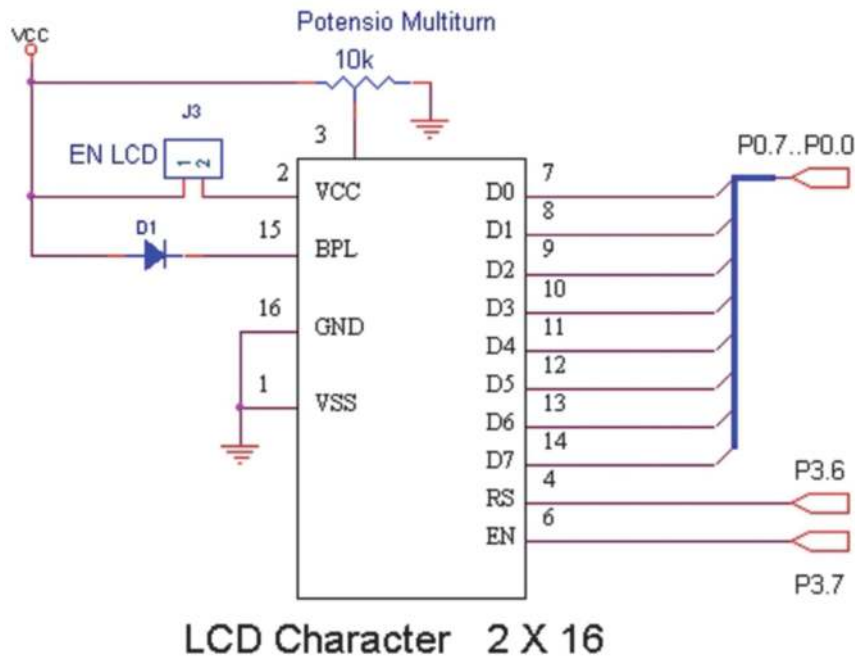 Potensio Multiturn
VCC
10k
J3
3
EN LCD
1
2
P0.7..P0.0
2
VCC
D0
7
D1
8
D1
15
BPL
D2
9
D3
10
16
GND
D4
11
D5
12
1
VSS
D6
13
D7
14
RS
4
P3.6
EN
6
P3.7
LCD Character 2 X 16